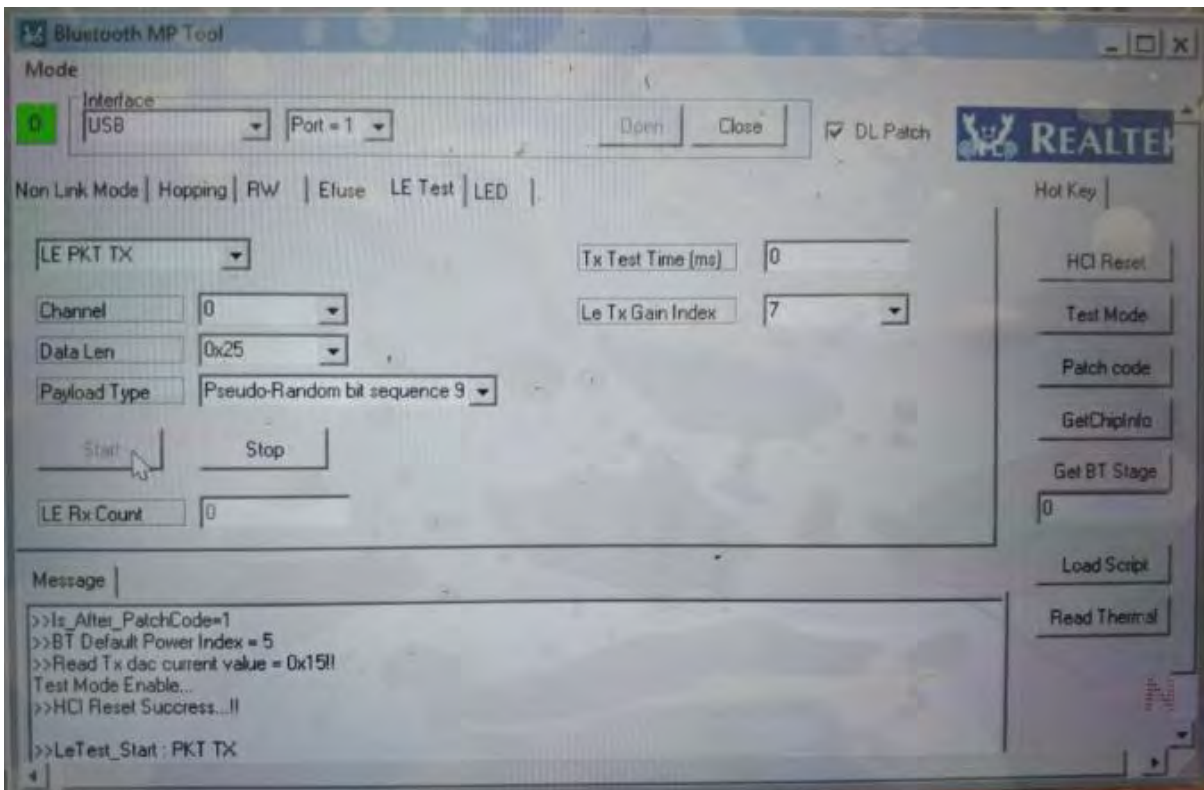 Bluetooth MP Tool
Mode
Interface
0 USB Port = 1 Open Close DL Patch REALTEK
Non Link Mode Hopping RW Efuse LE Test LED Hot Key
LE PKT TX Tx Test Time (ms) 0 HCI Reset
Channel 0 Le Tx Gain Index 7 Test Mode
Data Len 0x25 Patch code
Payload Type Pseudo-Random bit sequence 9 GetChipInfo
Start Stop Get BT Stage
LE Rx Count 0 0
Load Script
Message Read Thermal
>>Is_After_PatchCode=1
>>BT Default Power Index = 5
>>Read Tx dac current value = 0x15!!
Test Mode Enable...
>>HCI Reset Succress...!!
>>LeTest_Start : PKT TX